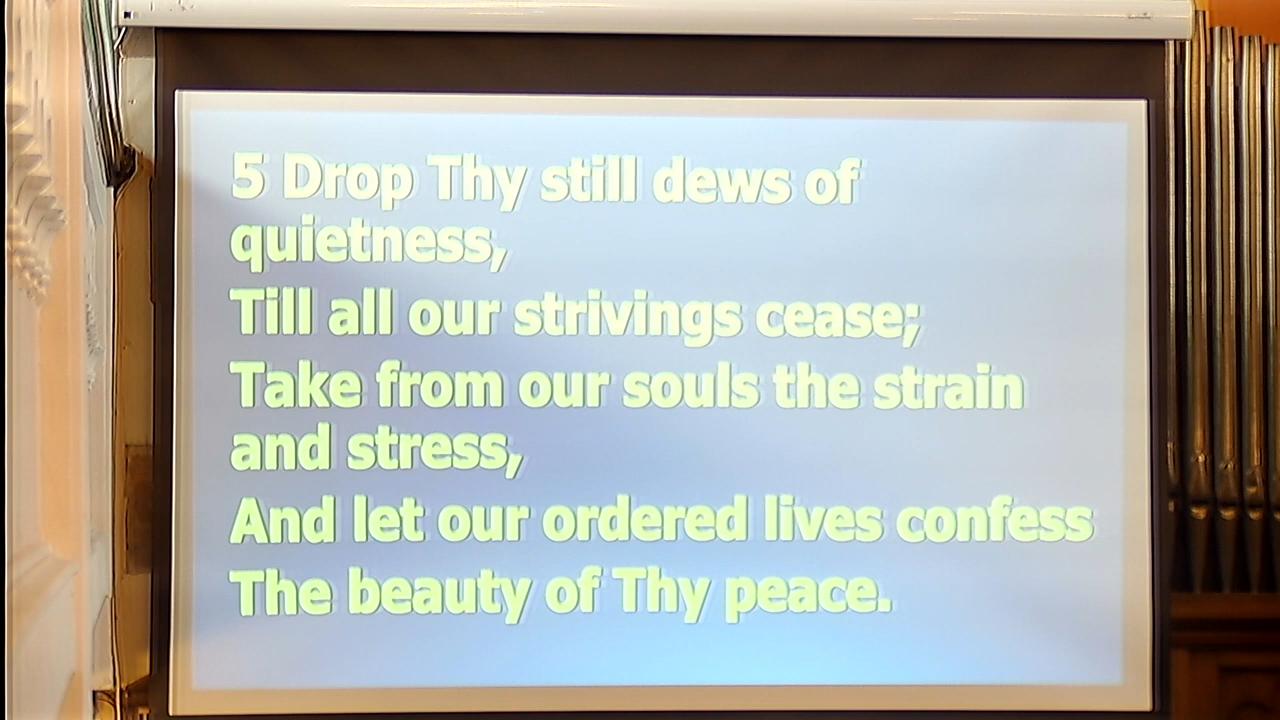 5 Drop Thy still dews of
quietness,
Till all our strivings cease;
Take from our souls the strain
and stress,
And let our ordered lives confess
The beauty of Thy peace.